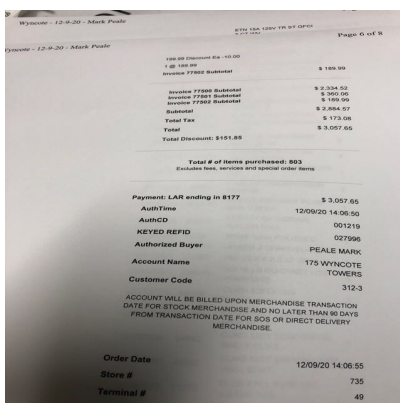 Wyncote - 12-9-20 - Mark Peale
Wyncote - 12-9-20 - Mark Peale
ETN 15A 125V TR ST GFCI
Page 6 of 8
199.99 Discount Ea -10.00
1 @ 189.99
Invoice 77502 Subtotal $ 189.99
Invoice 77500 Subtotal $ 2,334.52
Invoice 77501 Subtotal $ 360.06
Invoice 77502 Subtotal $ 189.99
Subtotal $ 2,884.57
Total Tax $ 173.08
Total $ 3,057.65
Total Discount: $151.85
Total # of items purchased: 503
Excludes fees, services and special order items
Payment: LAR ending in 8177 $ 3,057.65
AuthTime 12/09/20 14:06:50
AuthCD 001219
KEYED REFID 027996
Authorized Buyer PEALE MARK
Account Name 175 WYNCOTE
TOWERS
Customer Code 312-3
ACCOUNT WILL BE BILLED UPON MERCHANDISE TRANSACTION
DATE FOR STOCK MERCHANDISE AND NO LATER THAN 90 DAYS
FROM TRANSACTION DATE FOR SOS OR DIRECT DELIVERY
MERCHANDISE.
Order Date 12/09/20 14:06:55
Store # 735
Terminal # 49